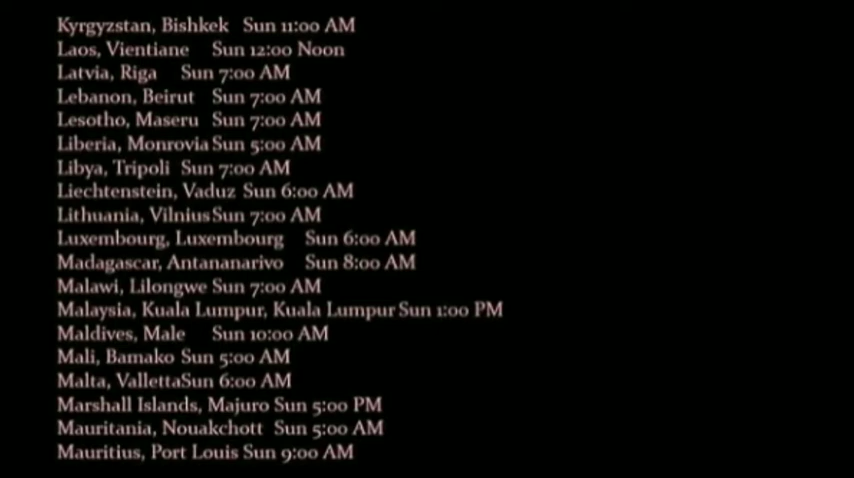 Kyrgyzstan, Bishkek Sun 11:00 AM
Laos, Vientiane Sun 12:00 Noon
Latvia, Riga Sun 7:00 AM
Lebanon, Beirut Sun 7:00 AM
Lesotho, Maseru Sun 7:00 AM
Liberia, Monrovia Sun 5:00 AM
Libya, Tripoli Sun 7:00 AM
Liechtenstein, Vaduz Sun 6:00 AM
Lithuania, Vilnius Sun 7:00 AM
Luxembourg, Luxembourg Sun 6:00 AM
Madagascar, Antananarivo Sun 8:00 AM
Malawi, Lilongwe Sun 7:00 AM
Malaysia, Kuala Lumpur, Kuala Lumpur Sun 1:00 PM
Maldives, Male Sun 10:00 AM
Mali, Bamako Sun 5:00 AM
Malta, VallettaSun 6:00 AM
Marshall Islands, Majuro Sun 5:00 PM
Mauritania, Nouakchott Sun 5:00 AM
Mauritius, Port Louis Sun 9:00 AM